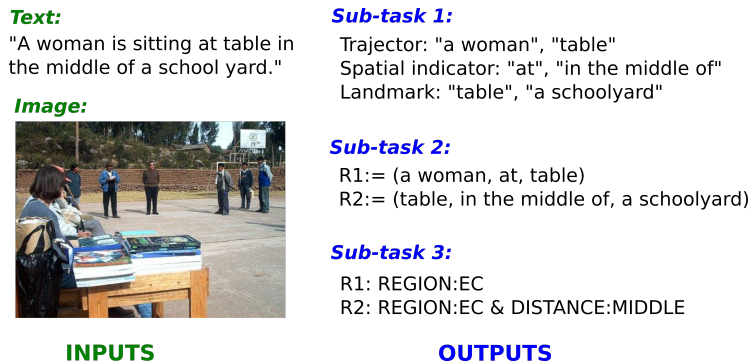 Text:
"A woman is sitting at table in
the middle of a school yard."
Image:
INPUTS
Sub-task 1:
Trajector: "a woman", "table"
Spatial indicator: "at", "in the middle of"
Landmark: "table", "a schoolyard"
Sub-task 2:
R1:= (a woman, at, table)
R2:= (table, in the middle of, a schoolyard)
Sub-task 3:
R1: REGION:EC
R2: REGION:EC & DISTANCE:MIDDLE
OUTPUTS